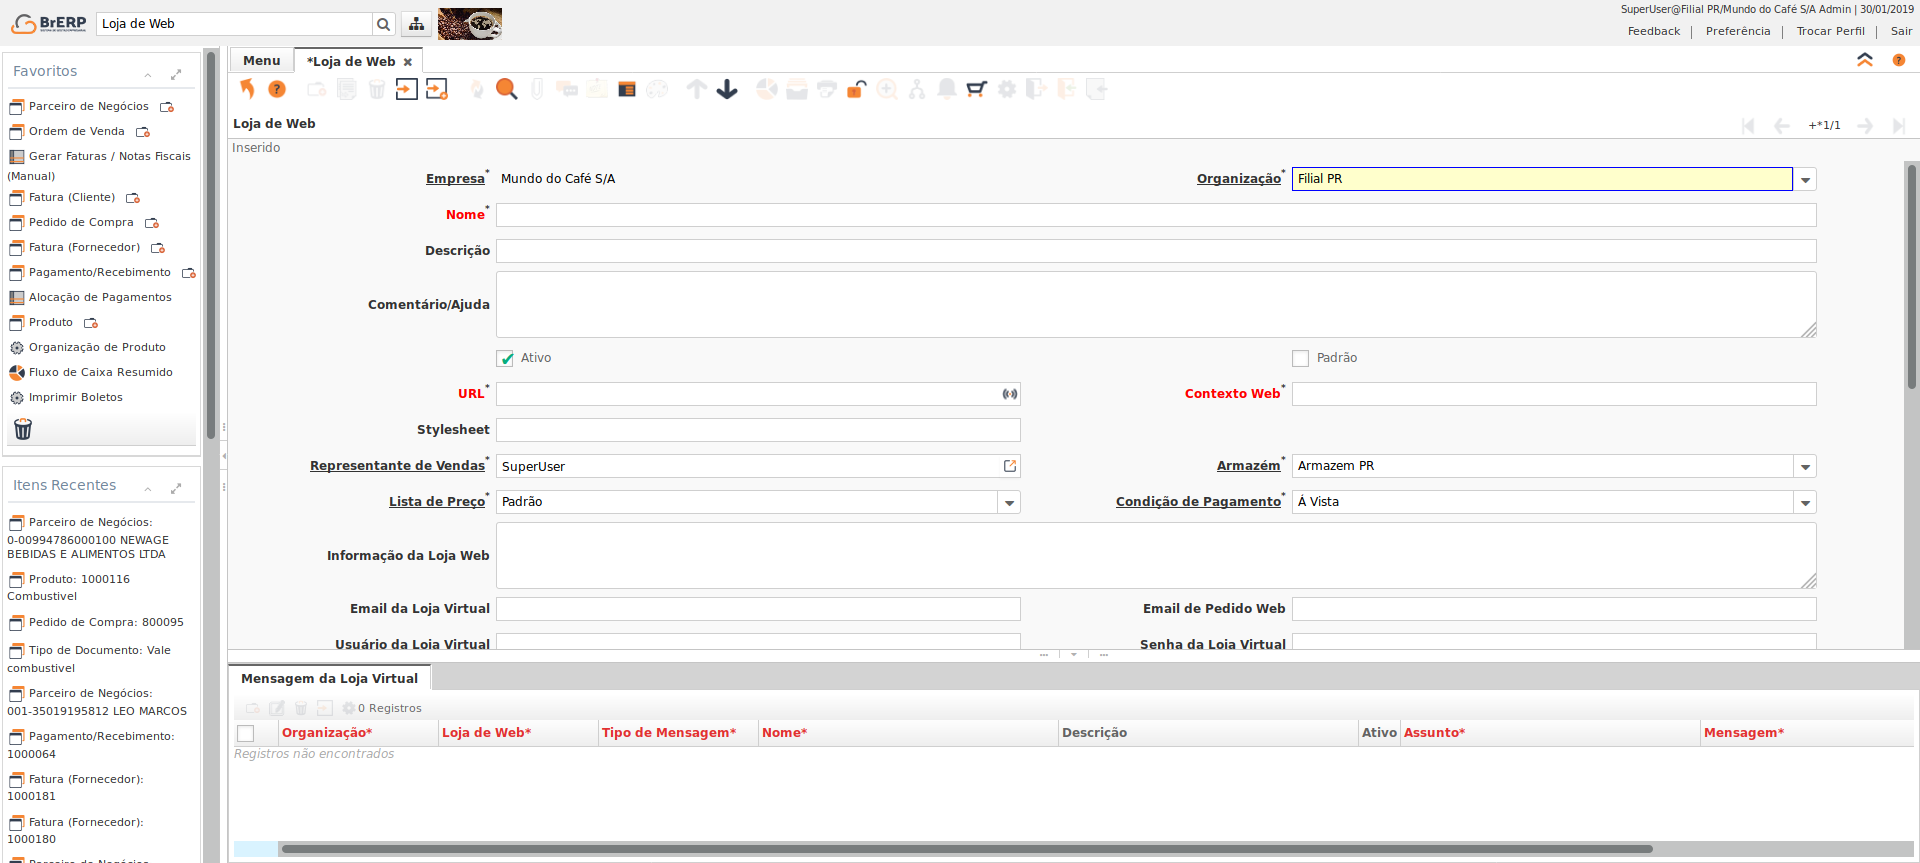 BrERP
Loja de Web
SuperUser@Filial PR/Mundo do Café S/A Admin | 30/01/2019
Feedback | Preferência | Trocar Perfil | Sair
Favoritos
Parceiro de Negócios
Ordem de Venda
Gerar Faturas / Notas Fiscais
(Manual)
Fatura (Cliente)
Pedido de Compra
Fatura (Fornecedor)
Pagamento/Recebimento
Alocação de Pagamentos
Produto
Organização de Produto
Fluxo de Caixa Resumido
Imprimir Boletos
Itens Recentes
Parceiro de Negócios:
0-00994786000100 NEWAGE
BEBIDAS E ALIMENTOS LTDA
Produto: 1000116
Combustivel
Pedido de Compra: 800095
Tipo de Documento: Vale
combustivel
Parceiro de Negócios:
001-35019195812 LEO MARCOS
Pagamento/Recebimento:
1000064
Fatura (Fornecedor):
1000181
Fatura (Fornecedor):
1000180
Menu *Loja de Web
Loja de Web
+*1/1
Inserido
Empresa* Mundo do Café S/A Organização* Filial PR
Nome*
Descrição
Comentário/Ajuda
Ativo Padrão
URL* Contexto Web*
Stylesheet
Representante de Vendas* SuperUser Armazém* Armazem PR
Lista de Preço* Padrão Condição de Pagamento* Á Vista
Informação da Loja Web
Email da Loja Virtual Email de Pedido Web
Usuário da Loja Virtual Senha da Loja Virtual
Mensagem da Loja Virtual
0 Registros
Organização* Loja de Web* Tipo de Mensagem* Nome* Descrição Ativo Assunto* Mensagem*
Registros não encontrados